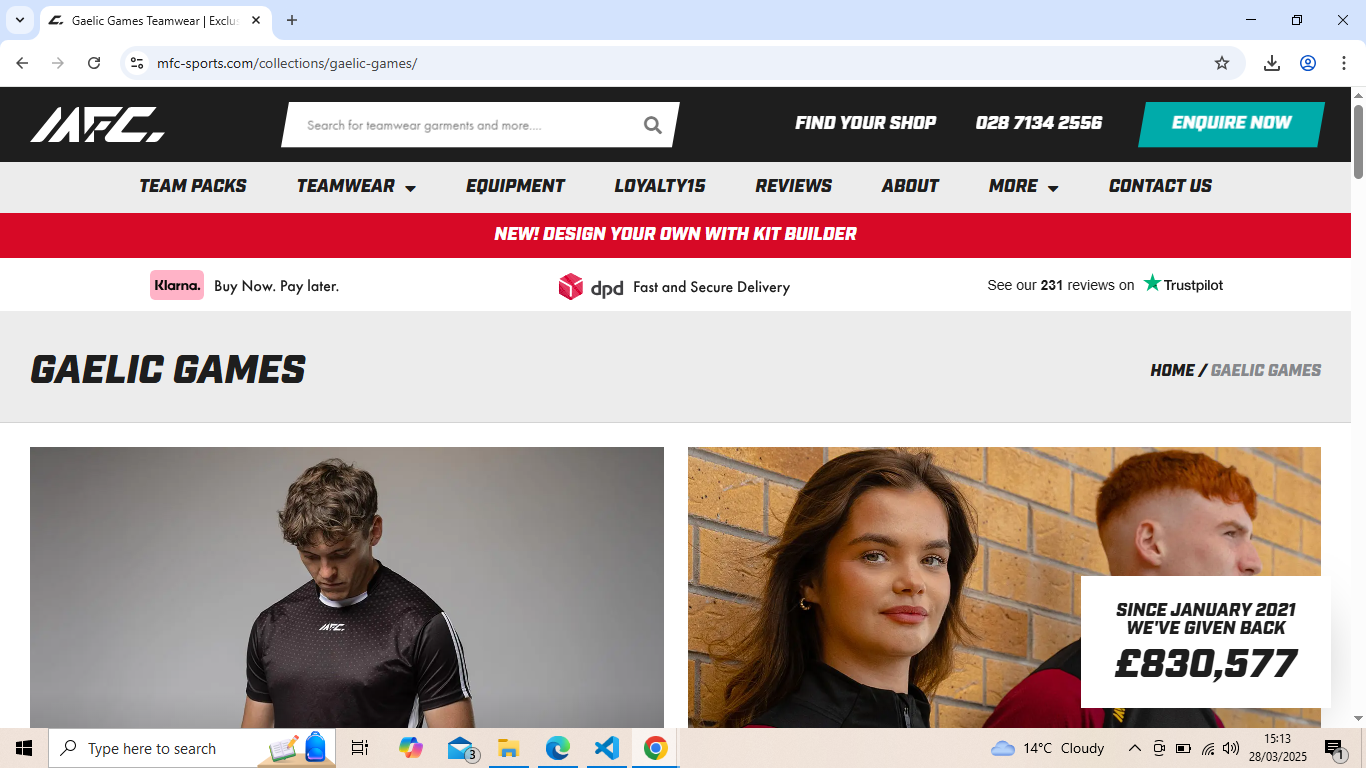 Gaelic Games Teamwear | Exclus
mfc-sports.com/collections/gaelic-games/
MFC.
Search for teamwear garments and more....
FIND YOUR SHOP
028 7134 2556
ENQUIRE NOW
TEAM PACKS
TEAMWEAR
EQUIPMENT
LOYALTY15
REVIEWS
ABOUT
MORE
CONTACT US
NEW! DESIGN YOUR OWN WITH KIT BUILDER
Klarna. Buy Now. Pay later.
dpd Fast and Secure Delivery
See our 231 reviews on Trustpilot
GAELIC GAMES
HOME / GAELIC GAMES
MFC.
SINCE JANUARY 2021
WE'VE GIVEN BACK
£830,577
Type here to search
3
14°C Cloudy
15:13
28/03/2025
1